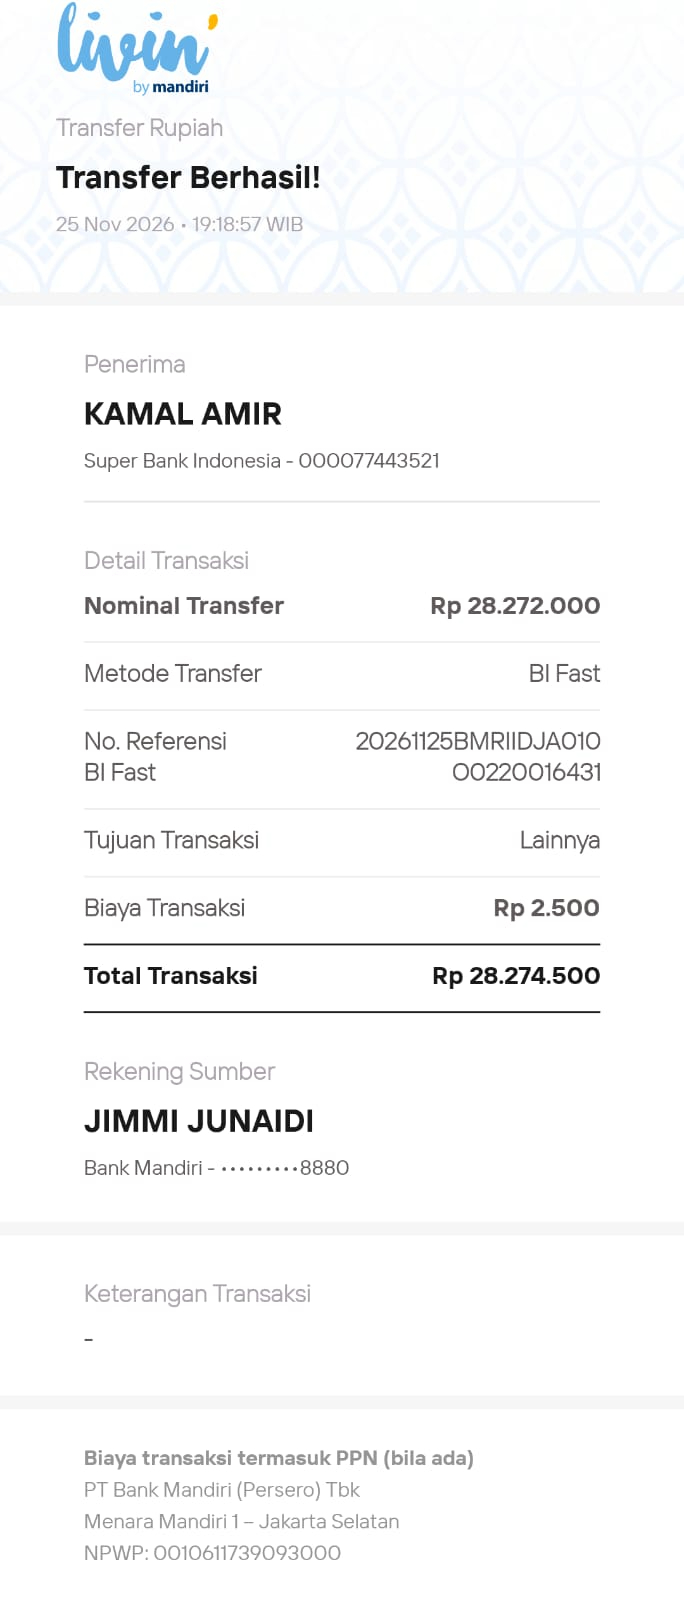 livin'
by mandiri
Transfer Rupiah
Transfer Berhasil!
25 Nov 2026 • 19:18:57 WIB
Penerima
KAMAL AMIR
Super Bank Indonesia - 000077443521
Detail Transaksi
Nominal Transfer Rp 28.272.000
Metode Transfer BI Fast
No. Referensi 20261125BMRIIDJA010
BI Fast O0220016431
Tujuan Transaksi Lainnya
Biaya Transaksi Rp 2.500
Total Transaksi Rp 28.274.500
Rekening Sumber
JIMMI JUNAIDI
Bank Mandiri - •••••••••8880
Keterangan Transaksi
-
Biaya transaksi termasuk PPN (bila ada)
PT Bank Mandiri (Persero) Tbk
Menara Mandiri 1 – Jakarta Selatan
NPWP: 0010611739093000